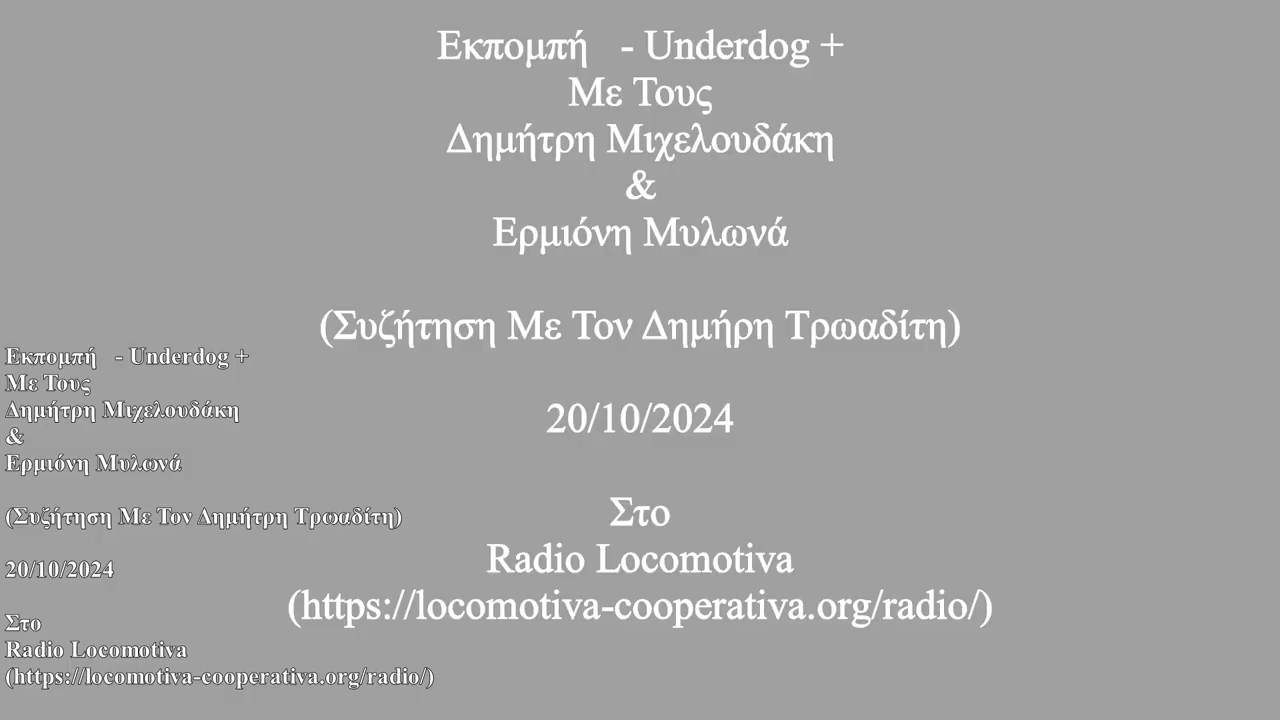 Εκπομπή - Underdog +
Με Τους
Δημήτρη Μιχελουδάκη
&
Ερμιόνη Μυλωνά
(Συζήτηση Με Τον Δημήρη Τρωαδίτη)
20/10/2024
Στο
Radio Locomotiva
(https://locomotiva-cooperativa.org/radio/)
Εκπομπή - Underdog +
Με Τους
Δημήτρη Μιχελουδάκη
&
Ερμιόνη Μυλωνά
(Συζήτηση Με Τον Δημήτρη Τρωαδίτη)
20/10/2024
Στο
Radio Locomotiva
(https://locomotiva-cooperativa.org/radio/)